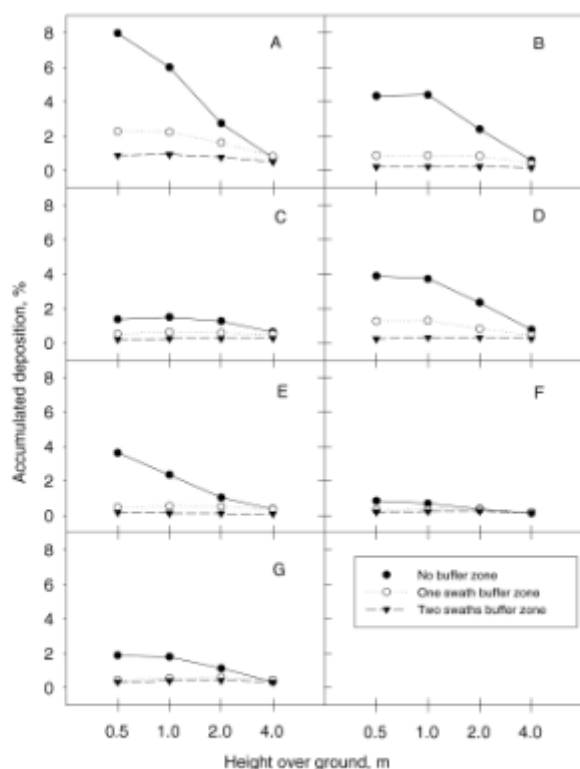 8 A B
6
4
2
0
8 C D
6
4
2
0
8 E F
6
4
2
0
8 G
6 No buffer zone
4 One swath buffer zone
2 Two swaths buffer zone
0
0.5 1.0 2.0 4.0 0.5 1.0 2.0 4.0
Height over ground, m
Accumulated deposition, %